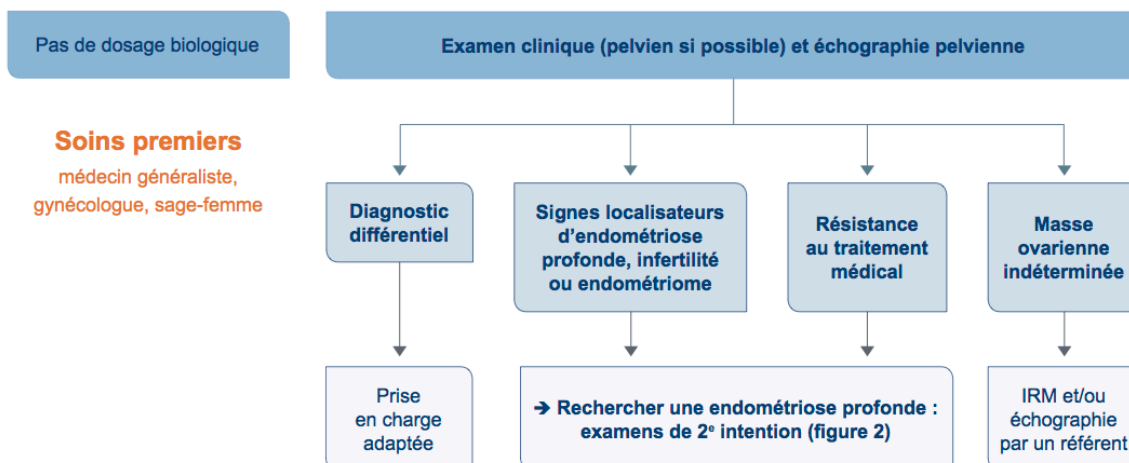 Pas de dosage biologique
Examen clinique (pelvien si possible) et échographie pelvienne
Soins premiers
médecin généraliste,
gynécologue, sage-femme
Diagnostic
différentiel
Signes localisateurs
d’endométriose
profonde, infertilité
ou endométriome
Résistance
au traitement
médical
Masse
ovarienne
indéterminée
Prise
en charge
adaptée
➔ Rechercher une endométriose profonde :
examens de 2e intention (figure 2)
IRM et/ou
échographie
par un référent